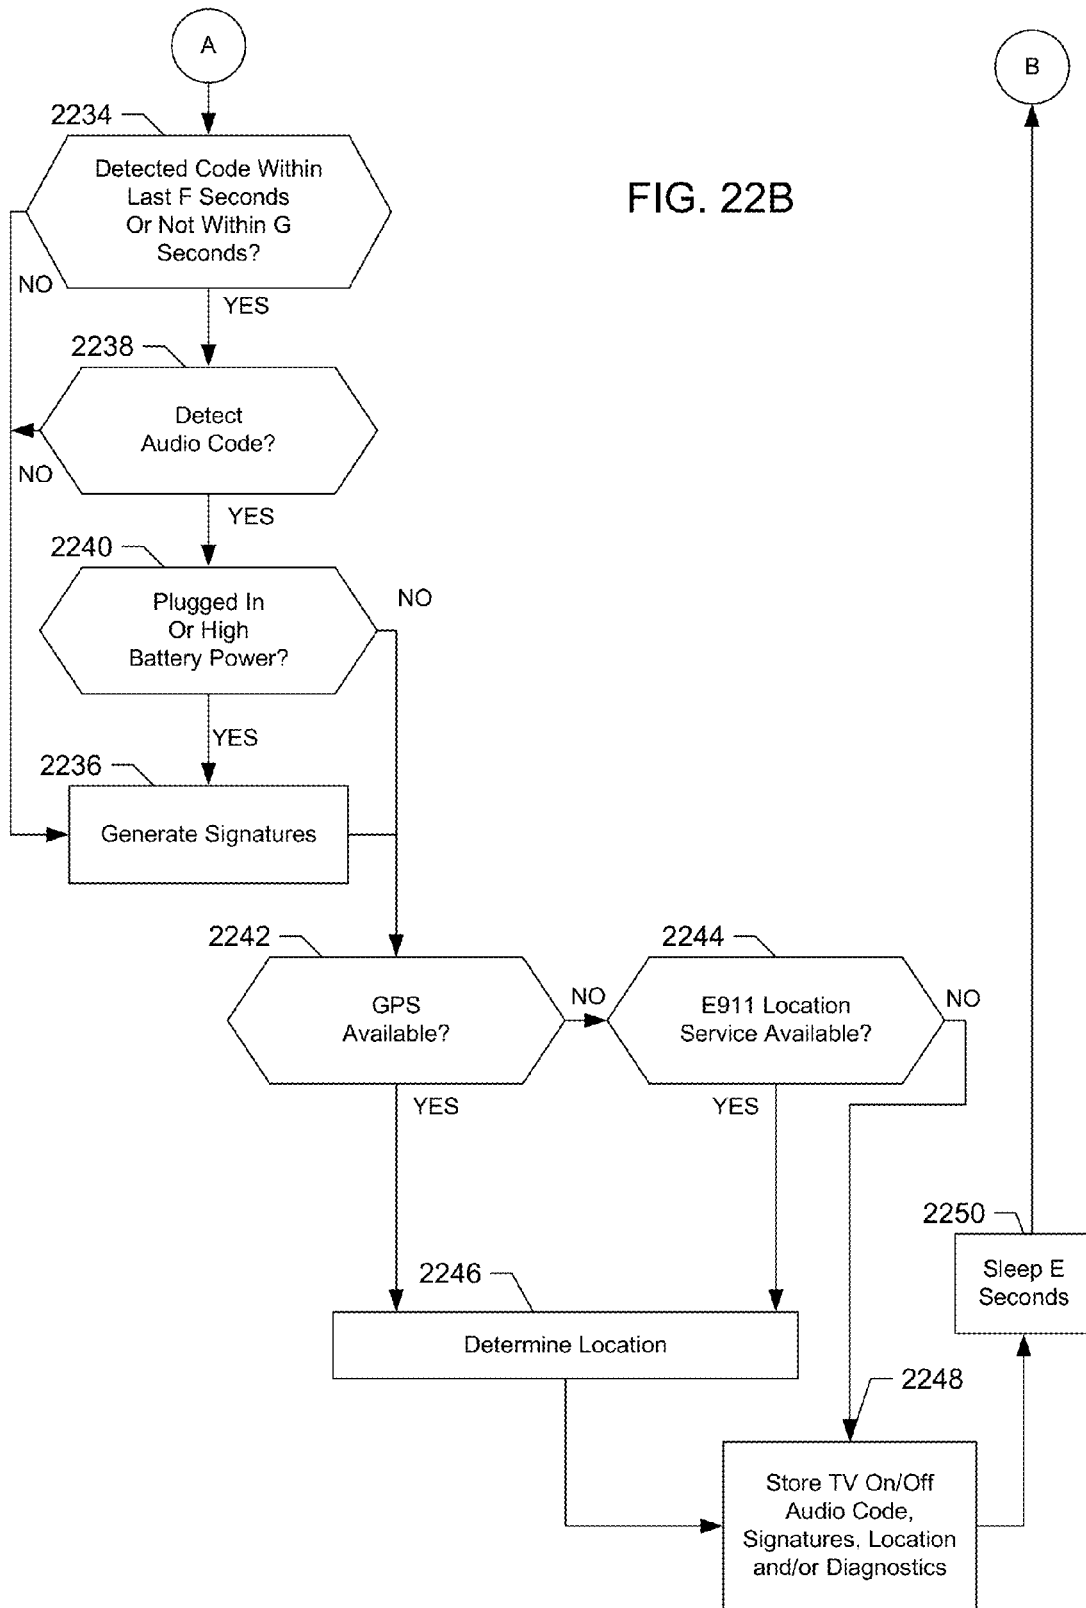 A
B
2234
Detected Code Within
Last F Seconds
Or Not Within G
Seconds?
FIG. 22B
NO
YES
2238
Detect
Audio Code?
NO
YES
2240
Plugged In
Or High
Battery Power?
NO
YES
2236
Generate Signatures
2242
GPS
Available?
NO
YES
2244
E911 Location
Service Available?
NO
YES
2250
Sleep E
Seconds
2246
Determine Location
2248
Store TV On/Off
Audio Code,
Signatures, Location
and/or Diagnostics